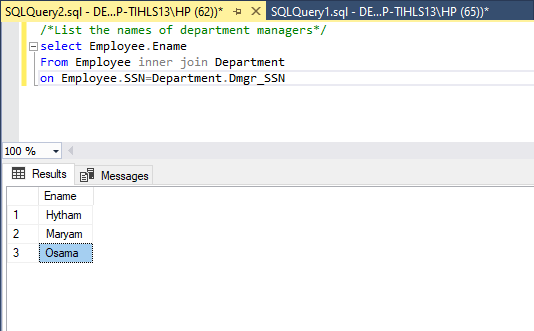 SQLQuery2.sql - DE...P-TIHLS13\HP (62))* SQLQuery1.sql - DE...P-TIHLS13\HP (65))*
/*List the names of department managers*/
select Employee.Ename
From Employee inner join Department
on Employee.SSN=Department.Dmgr_SSN
100 %
Results Messages
Ename
1 Hytham
2 Maryam
3 Osama